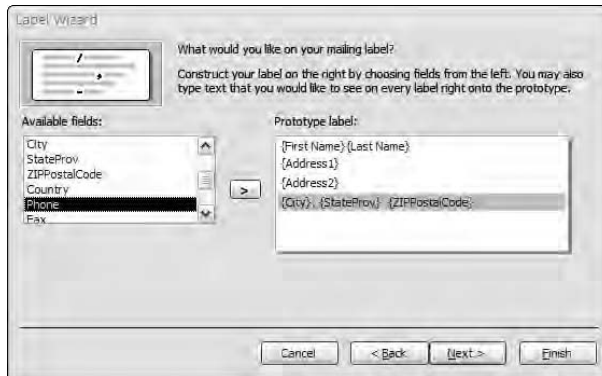 Label Wizard
What would you like on your mailing label?
Construct your label on the right by choosing fields from the left. You may also
type text that you would like to see on every label right onto the prototype.
Available fields:
City
StateProv
ZIPPostalCode
Country
Phone
Fax
>
Prototype label:
{First Name}{Last Name}
{Address1}
{Address2}
{City}, {StateProv} {ZIPPostalCode}
Cancel
< Back
Next >
Finish